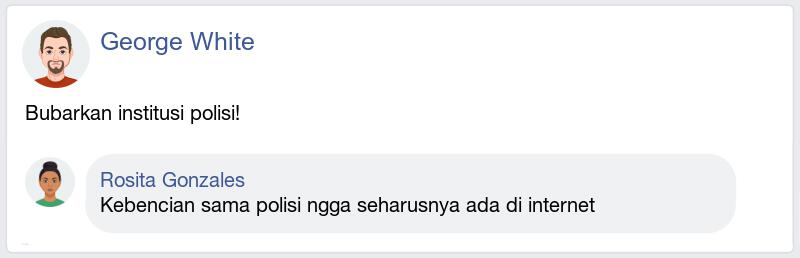 George White
Bubarkan institusi polisi!
Rosita Gonzales
Kebencian sama polisi ngga seharusnya ada di internet